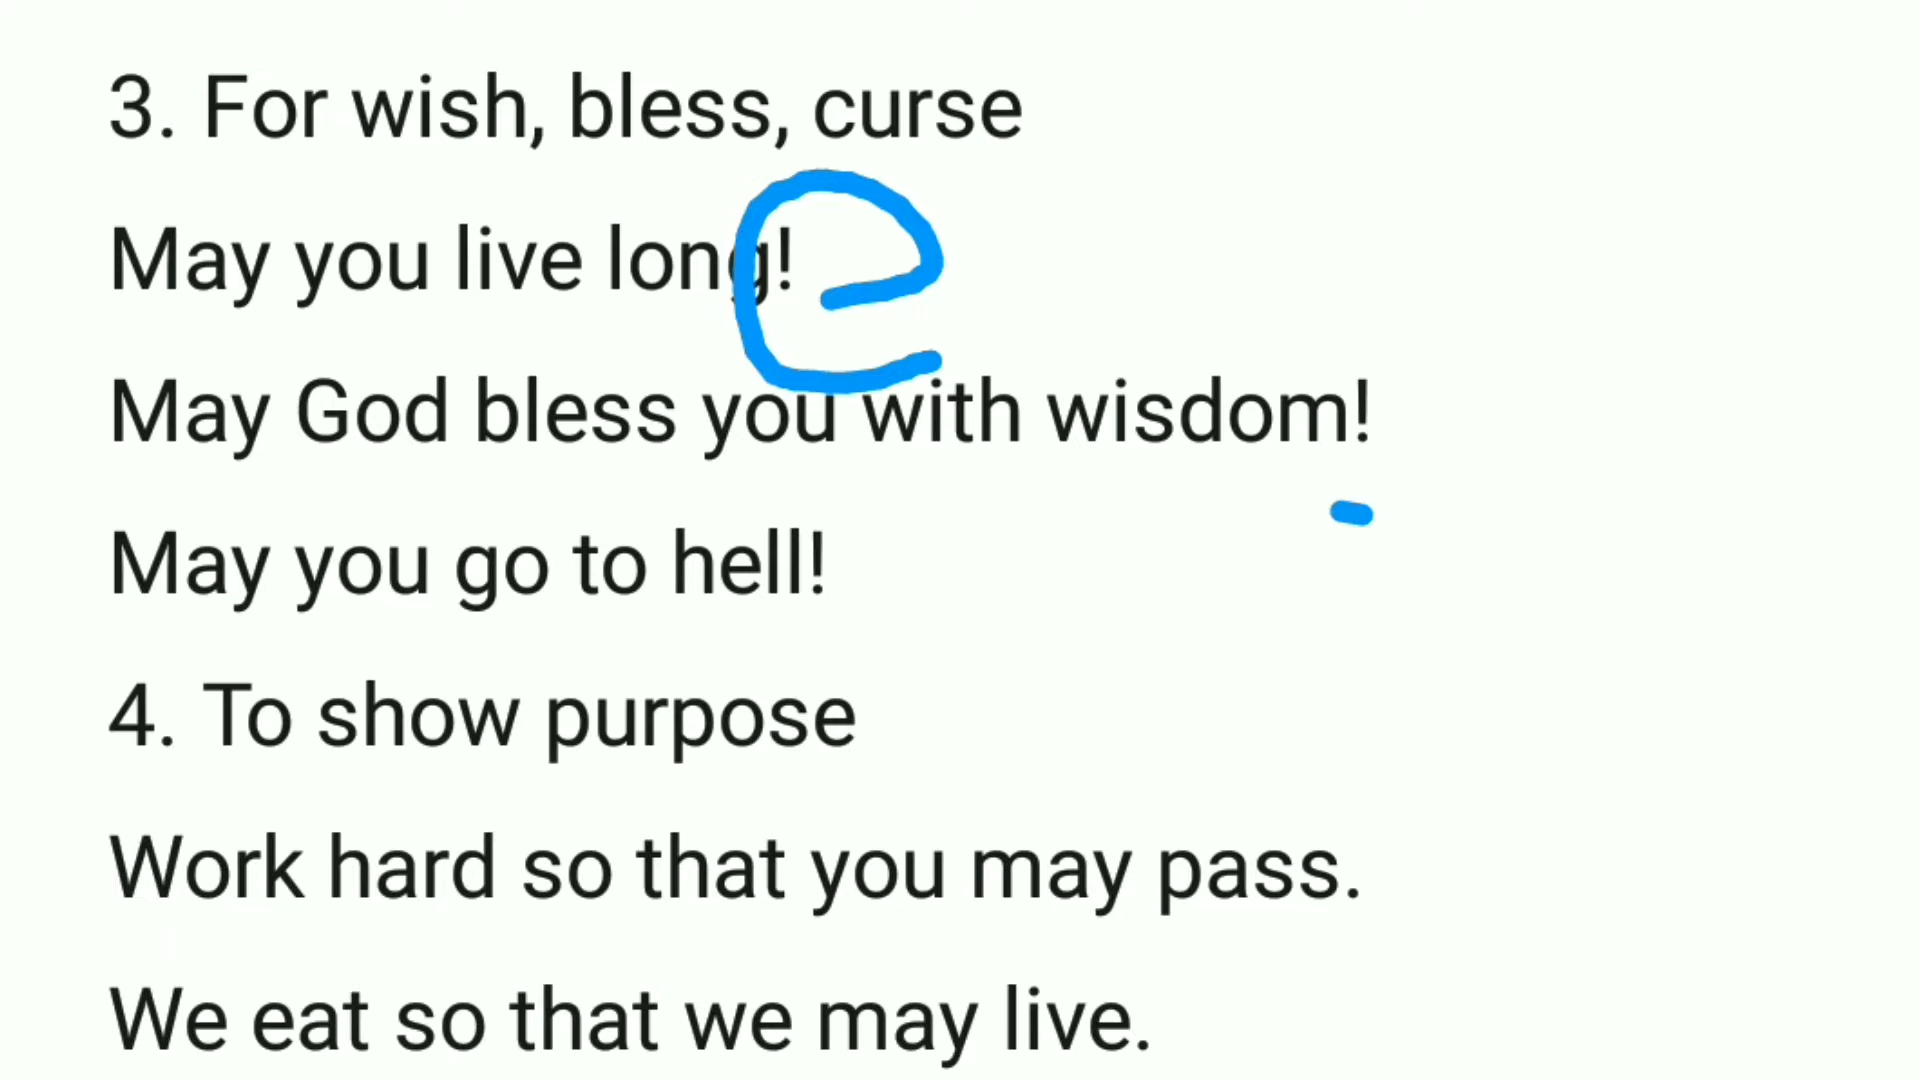 3. For wish, bless, curse
May you live long!
May God bless you with wisdom!
May you go to hell!
4. To show purpose
Work hard so that you may pass.
We eat so that we may live.